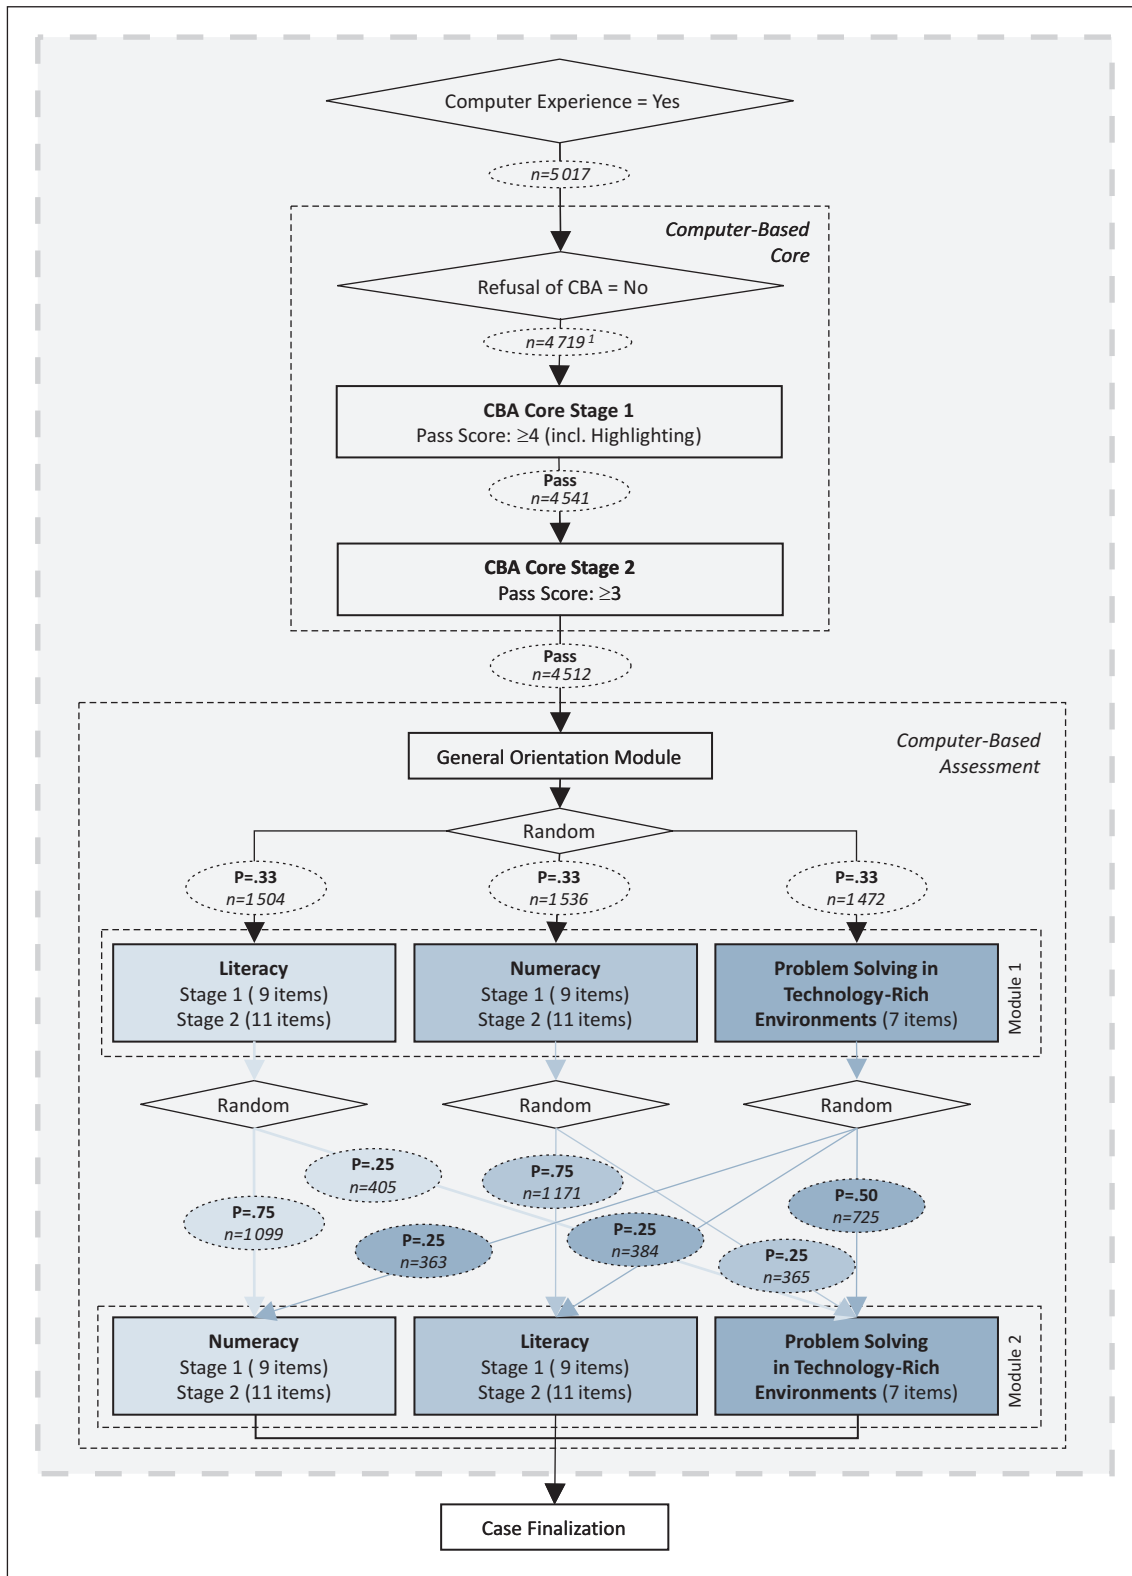 Computer Experience = Yes
n=5 017
Computer-Based
Core
Refusal of CBA = No
n=4 719 1
CBA Core Stage 1
Pass Score: ≥4 (incl. Highlighting)
Pass
n=4 541
CBA Core Stage 2
Pass Score: ≥3
Pass
n=4 512
Computer-Based
Assessment
General Orientation Module
Random
P=.33
n=1 504
P=.33
n=1 536
P=.33
n=1 472
Literacy
Stage 1 ( 9 items)
Stage 2 (11 items)
Numeracy
Stage 1 ( 9 items)
Stage 2 (11 items)
Problem Solving in
Technology-Rich
Environments (7 items)
Module 1
Random
Random
Random
P=.25
n=405
P=.75
n=1 171
P=.50
n=725
P=.75
n=1 099
P=.25
n=363
P=.25
n=384
P=.25
n=365
Numeracy
Stage 1 ( 9 items)
Stage 2 (11 items)
Literacy
Stage 1 ( 9 items)
Stage 2 (11 items)
Problem Solving
in Technology-Rich
Environments (7 items)
Module 2
Case Finalization